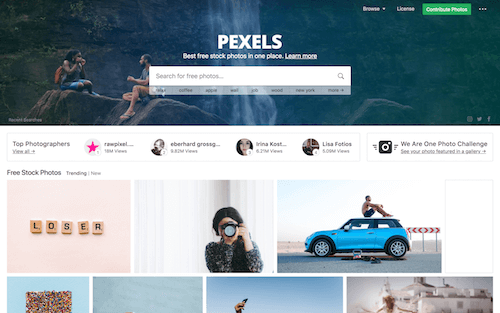 Browse License Contribute Photos
PEXELS
Best free stock photos in one place. Learn more
Search for free photos...
coffee apple wall job wood new york more →
Top Photographers
View all →
rawpixel....
18M Views
eberhard grossg...
9.82M Views
Irina Kost...
6.21M Views
Lisa Fotios
5.09M Views
We Are One Photo Challenge
See your photo featured in a gallery →
Free Stock Photos Trending | New
LOSER